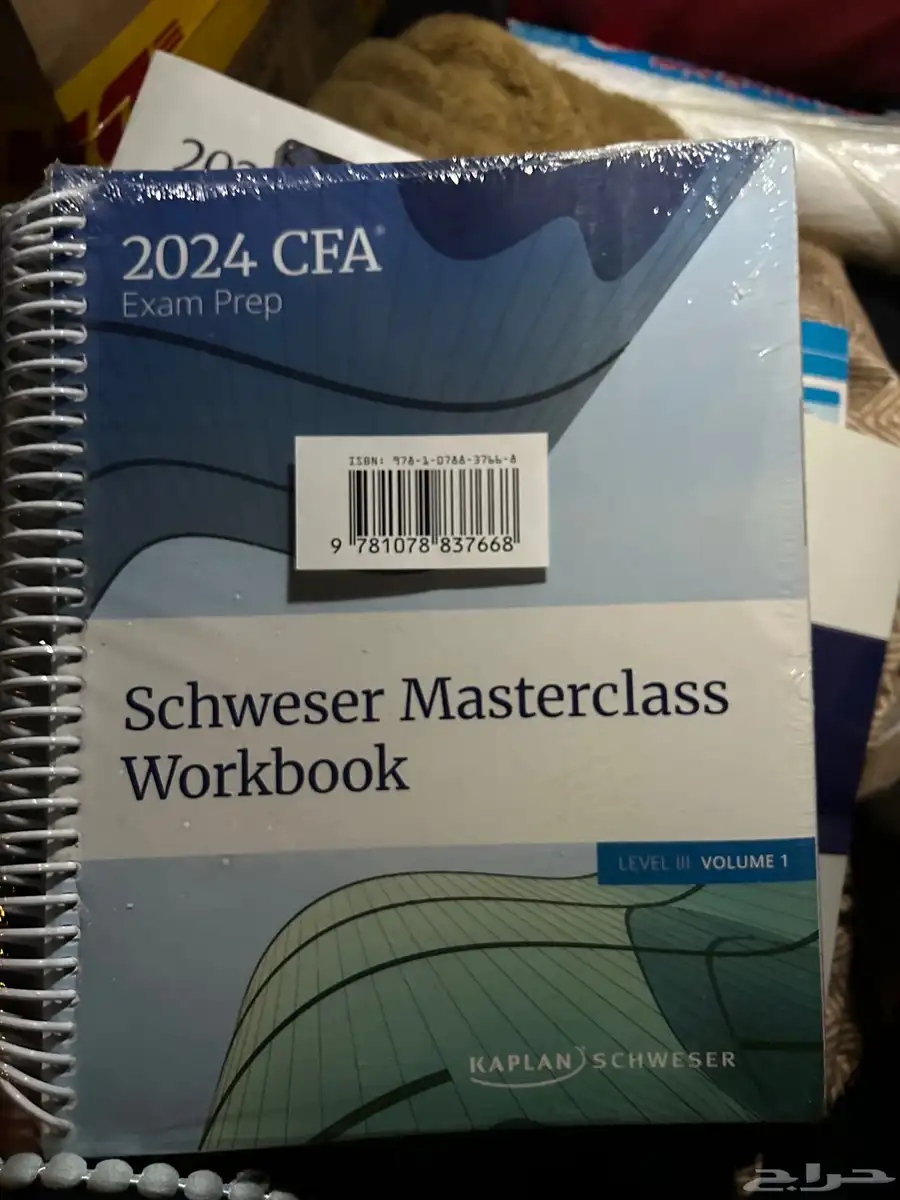 2024 CFA®
Exam Prep
ISBN: 978-1-0788-3766-8
9 781078 837668
Schweser Masterclass
Workbook
LEVEL III VOLUME 1
KAPLAN SCHWESER
حراج